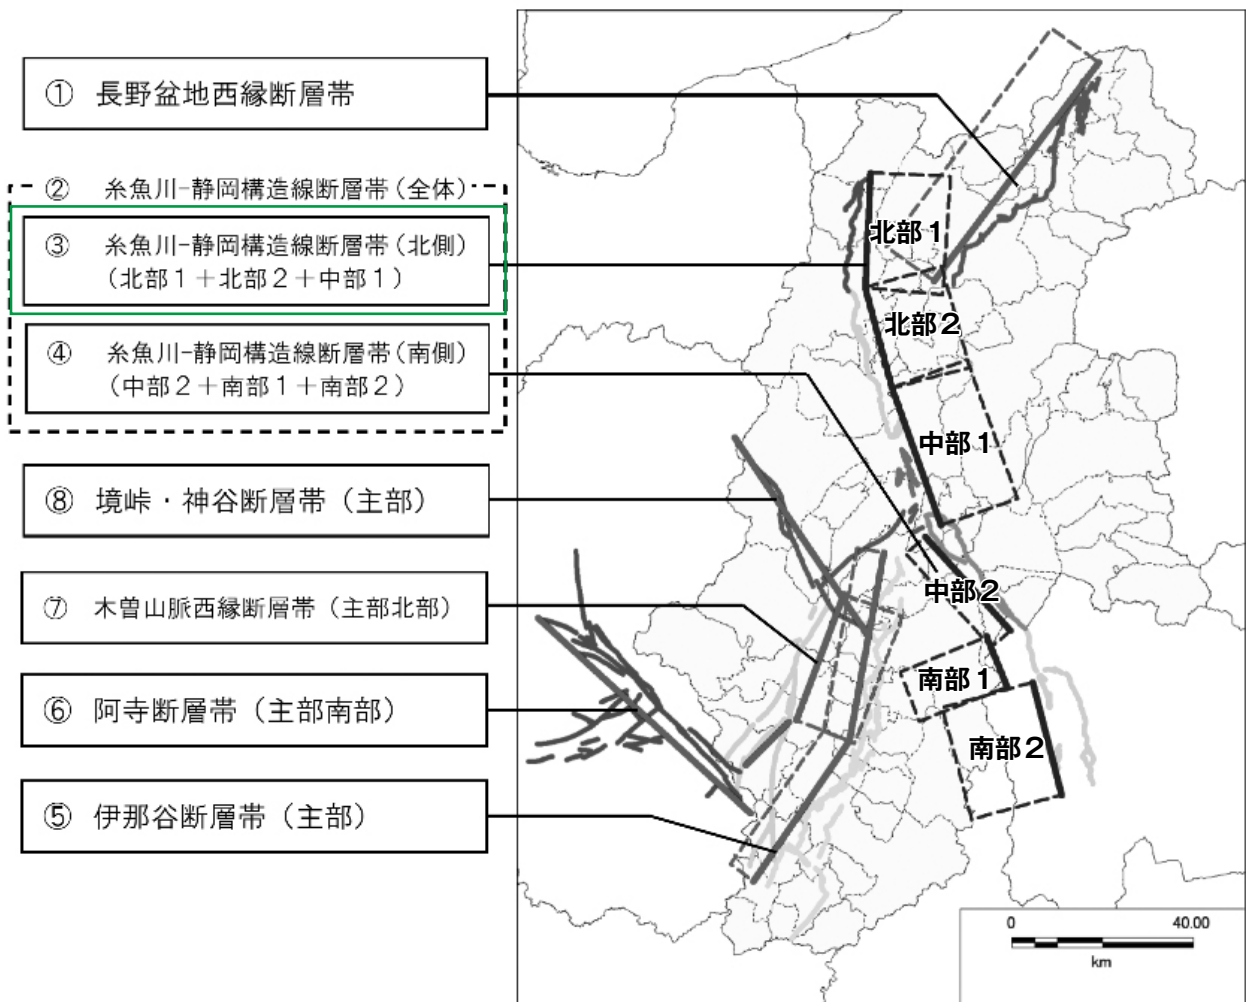 ① 長野盆地西縁断層帯
② 糸魚川-静岡構造線断層帯(全体)
③ 糸魚川-静岡構造線断層帯(北側)
(北部1+北部2+中部1)
④ 糸魚川-静岡構造線断層帯(南側)
(中部2+南部1+南部2)
⑧ 境峠・神谷断層帯(主部)
⑦ 木曽山脈西縁断層帯(主部北部)
⑥ 阿寺断層帯(主部南部)
⑤ 伊那谷断層帯(主部)
北部1
北部2
中部1
中部2
南部1
南部2
0 40.00
km